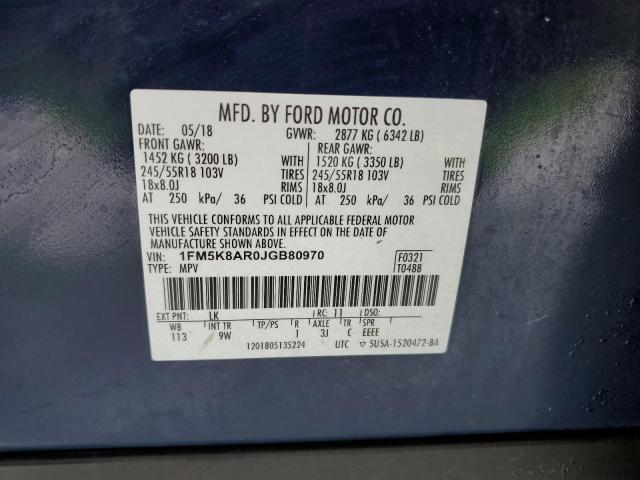 MFD. BY FORD MOTOR CO.
DATE: 05/18 GVWR: 2877 KG (6342 LB)
FRONT GAWR: REAR GAWR:
1452 KG (3200 LB) WITH 1520 KG (3350 LB) WITH
245/55R18 103V TIRES 245/55R18 103V TIRES
18x8.0J RIMS 18x8.0J RIMS
AT 250 kPa/ 36 PSI COLD AT 250 kPa/ 36 PSI COLD
THIS VEHICLE CONFORMS TO ALL APPLICABLE FEDERAL MOTOR
VEHICLE SAFETY STANDARDS IN EFFECT ON THE DATE OF
MANUFACTURE SHOWN ABOVE.
VIN: 1FM5K8AR0JGB80970 F0321
TYPE: MPV T0488
EXT PNT: LK RC: 11 DSO:
WB INT TR TP/PS R AXLE TR SPR
113 9W 1 3J C EEEE
1201805135224 UTC ▽ 5U5A-1520472-BA